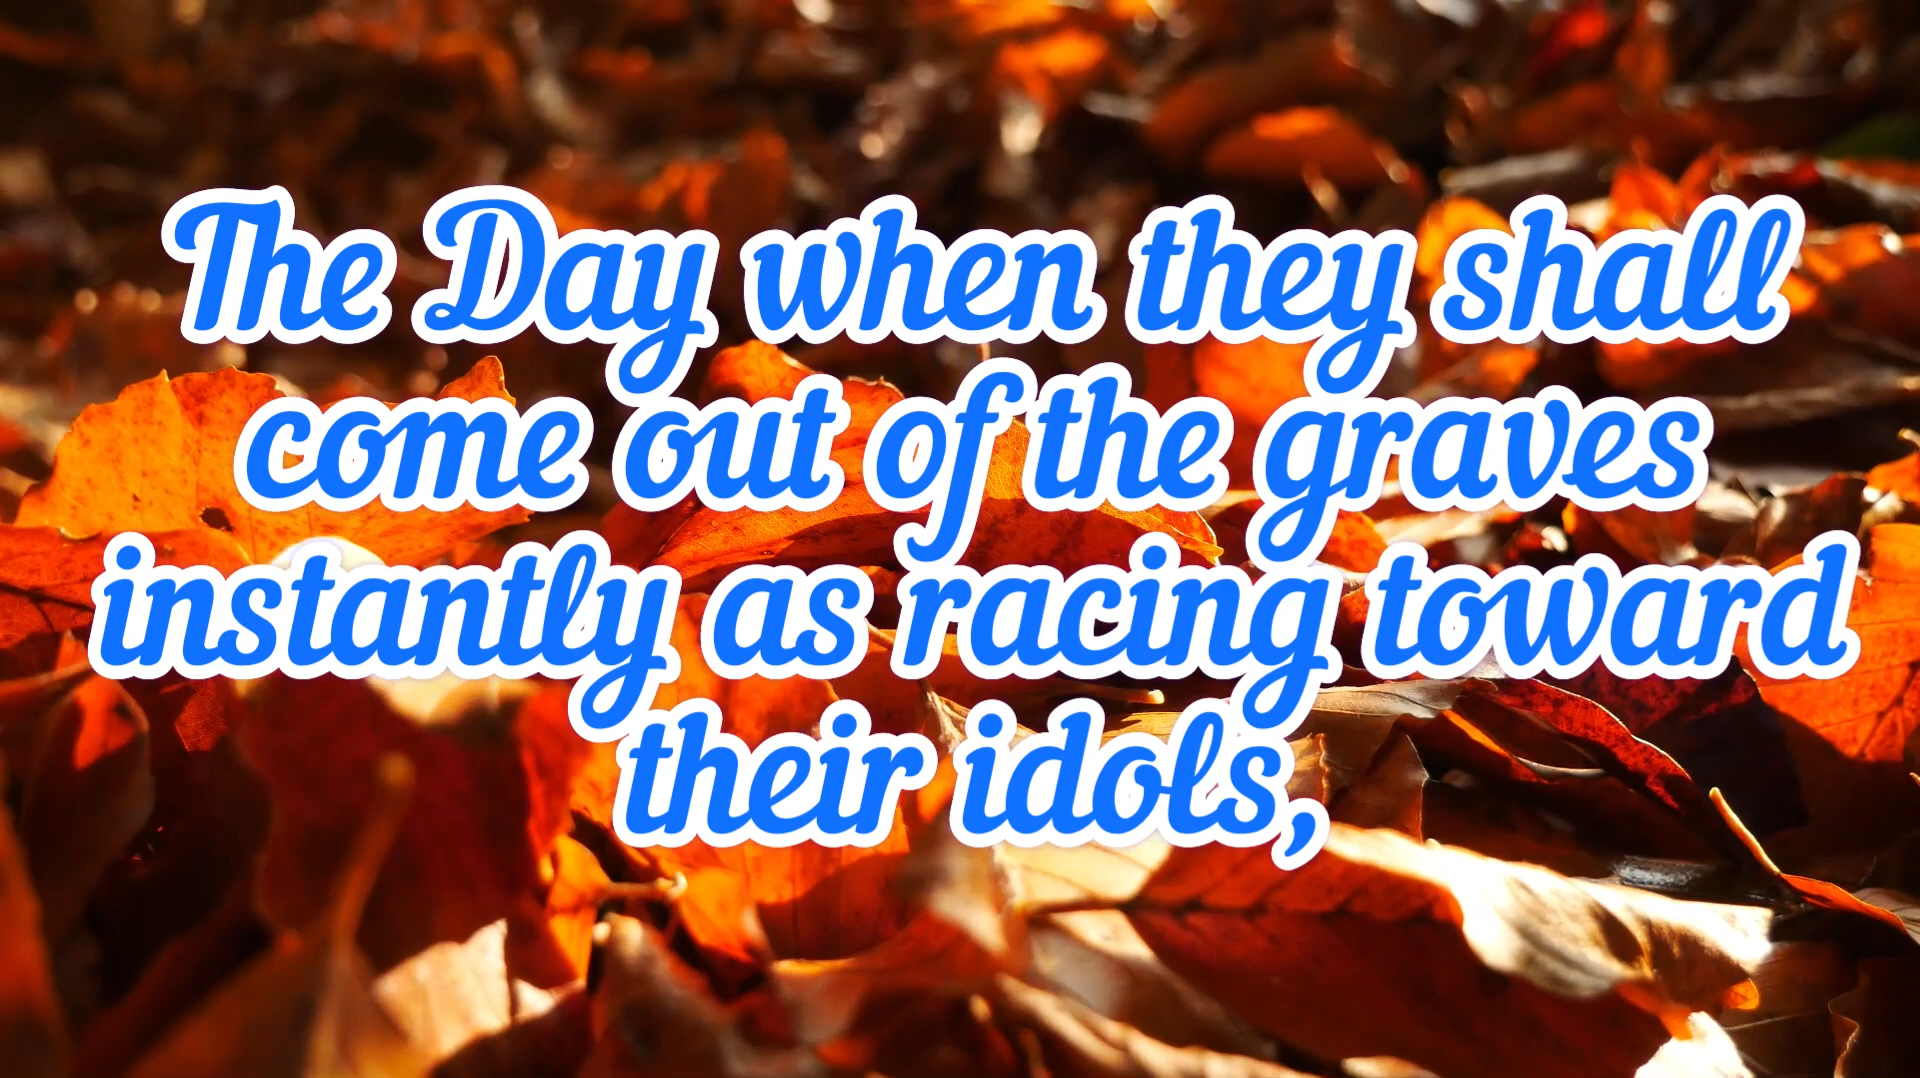 The Day when they shall
come out of the graves
instantly as racing toward
their idols,